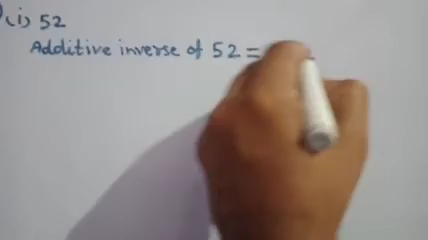 (i) 52
Additive inverse of 52 =